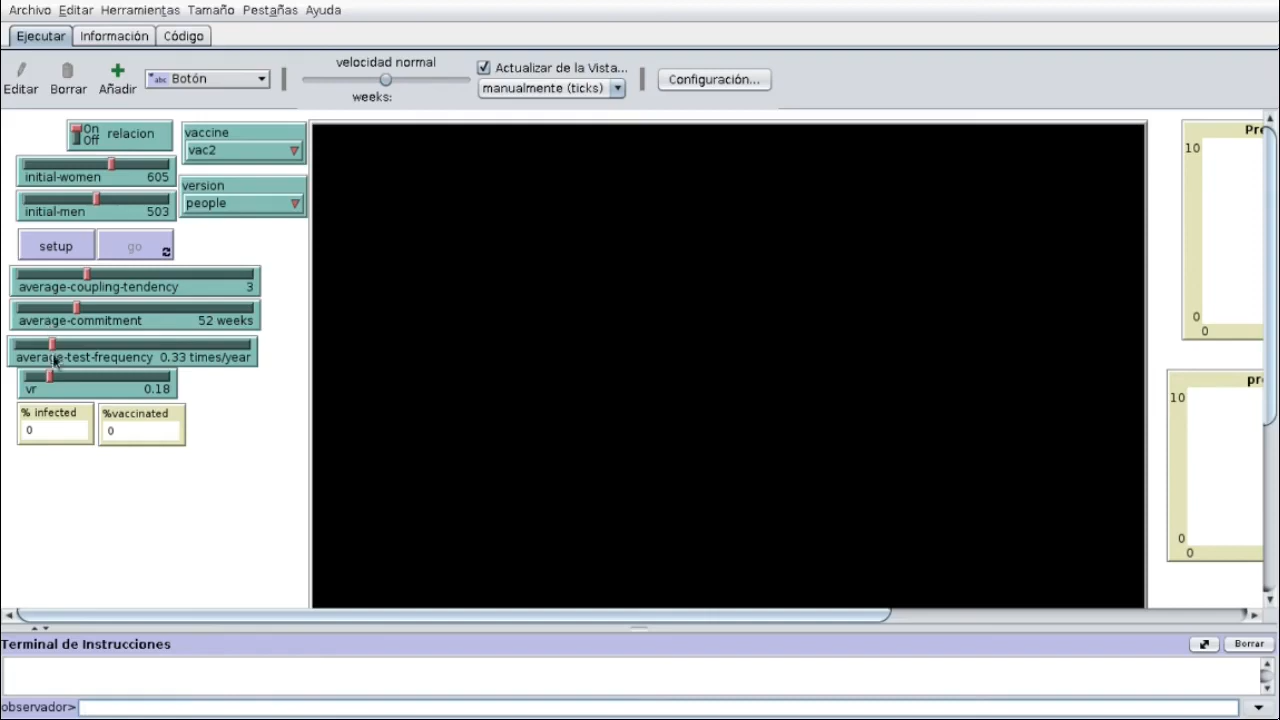 Archivo Editar Herramientas Tamaño Pestañas Ayuda
Ejecutar Información Código
Editar Borrar Añadir
abc Botón
velocidad normal
weeks:
Actualizar de la Vista...
manualmente (ticks)
Configuración...
On
Off relacion
vaccine
vac2
initial-women 605
version
people
initial-men 503
setup go
average-coupling-tendency 3
average-commitment 52 weeks
average-test-frequency 0.33 times/year
vr 0.18
% infected
0
%vaccinated
0
10
0
0
10
0
0
Terminal de Instrucciones
Borrar
observador>